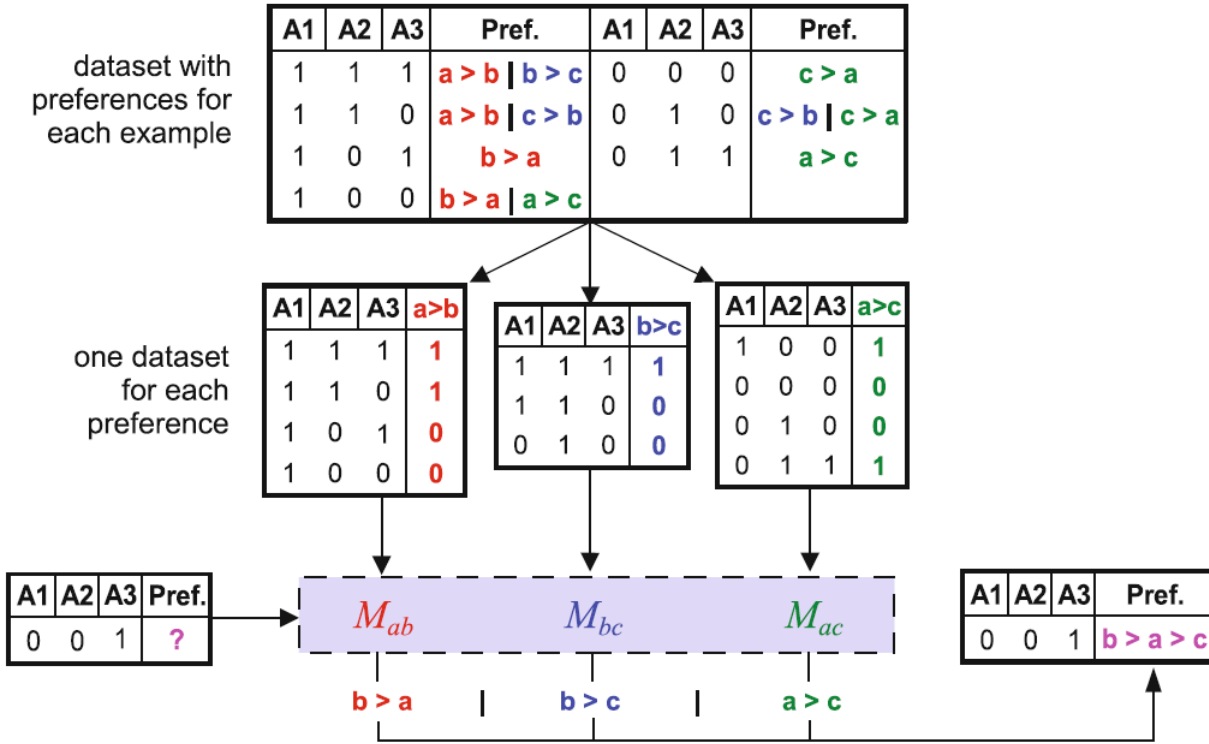 A1 A2 A3 Pref. A1 A2 A3 Pref.
dataset with preferences for each example
1 1 1 a > b | b > c 0 0 0 c > a
1 1 0 a > b | c > b 0 1 0 c > b | c > a
1 0 1 b > a 0 1 1 a > c
1 0 0 b > a | a > c
one dataset for each preference
A1 A2 A3 a>b
1 1 1 1
1 1 0 1
1 0 1 0
1 0 0 0
A1 A2 A3 b>c
1 1 1 1
1 1 0 0
0 1 0 0
A1 A2 A3 a>c
1 0 0 1
0 0 0 0
0 1 0 0
0 1 1 1
A1 A2 A3 Pref.
0 0 1 ?
M_ab M_bc M_ac
b > a | b > c | a > c
A1 A2 A3 Pref.
0 0 1 b > a > c